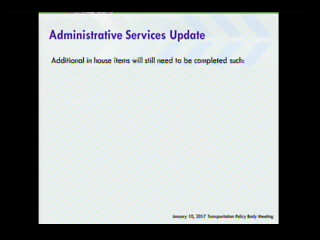 Administrative Services Update
Additional in house items will still need to be completed such:
January 10, 2017 Transportation Policy Body Meeting